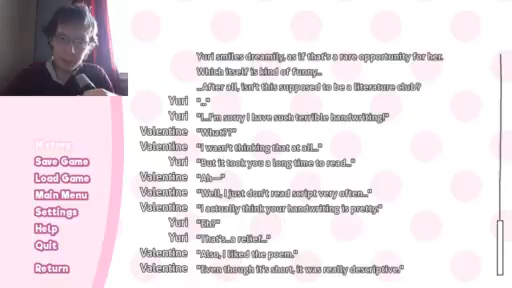 Yuri smiles dreamily, as if that's a rare opportunity for her.
Which itself is kind of funny...
...After all, isn't this supposed to be a literature club?
Yuri "..."
"I...I'm sorry I have such terrible handwriting!"
Valentine "What??"
Valentine "I wasn't thinking that at all..."
Yuri "But it took you a long time to read..."
Valentine "Ah--"
Valentine "Well, I just don't read script very often..."
Valentine "I actually think your handwriting is pretty."
Yuri "Eh?"
Yuri "That's...a relief..."
Valentine "Also, I liked the poem."
Valentine "Even though it's short, it was really descriptive."
History
Save Game
Load Game
Main Menu
Settings
Help
Quit
Return